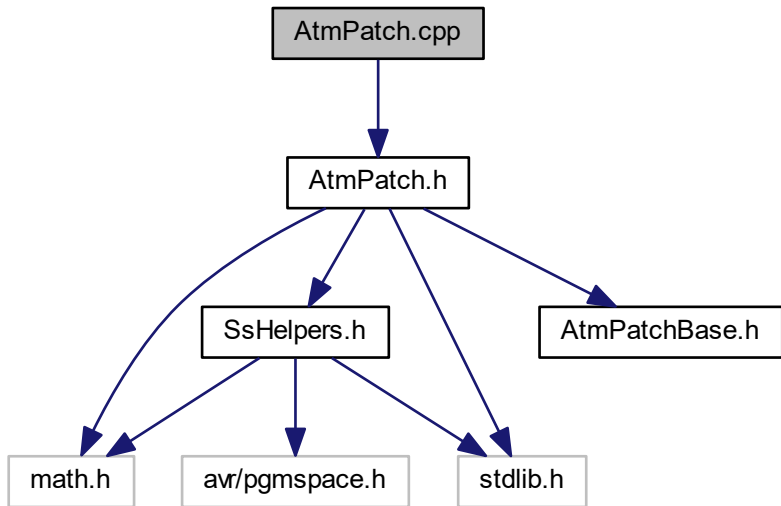 AtmPatch.cpp
AtmPatch.h
SsHelpers.h
AtmPatchBase.h
math.h
avr/pgmspace.h
stdlib.h